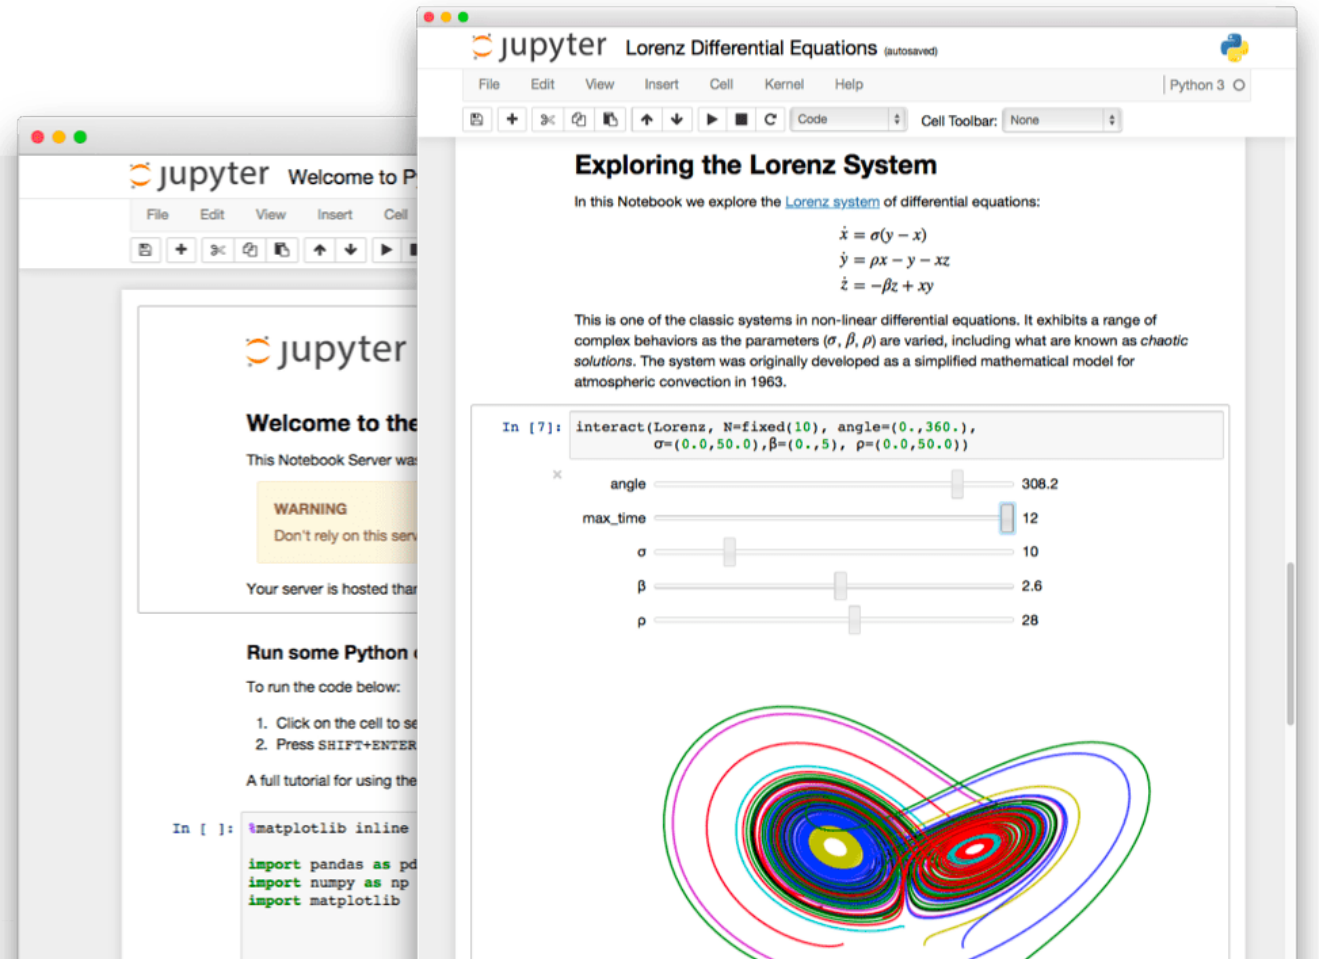 jupyter Lorenz Differential Equations (autosaved)
File Edit View Insert Cell Kernel Help Python 3
Code Cell Toolbar: None
Exploring the Lorenz System
In this Notebook we explore the Lorenz system of differential equations:
ẋ = σ(y − x)
ẏ = ρx − y − xz
ż = −βz + xy
This is one of the classic systems in non-linear differential equations. It exhibits a range of
complex behaviors as the parameters (σ, β, ρ) are varied, including what are known as chaotic
solutions. The system was originally developed as a simplified mathematical model for
atmospheric convection in 1963.
In [7]: interact(Lorenz, N=fixed(10), angle=(0.,360.),
σ=(0.0,50.0),β=(0.,5), ρ=(0.0,50.0))
angle 308.2
max_time 12
σ 10
β 2.6
ρ 28
jupyter Welcome to P
File Edit View Insert Cell
jupyter
Welcome to the
This Notebook Server was
WARNING
Don't rely on this serv
Your server is hosted than
Run some Python
To run the code below:
1. Click on the cell to se
2. Press SHIFT+ENTER
A full tutorial for using the
In [ ]: %matplotlib inline
import pandas as pd
import numpy as np
import matplotlib